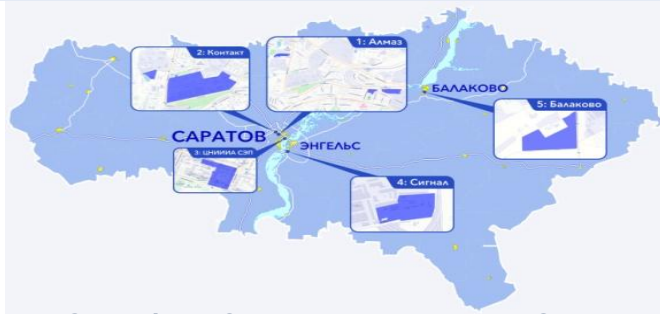 2: Контакт
1: Алмаз
БАЛАКОВО
5: Балаково
САРАТОВ
ЭНГЕЛЬС
3: ЦНИИИА СЭП
4: Сигнал